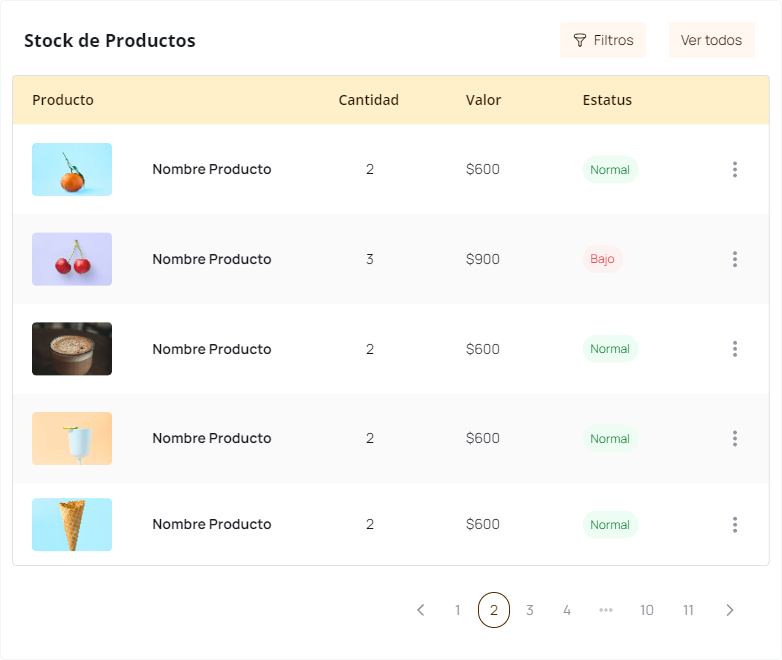 Stock de Productos Filtros Ver todos
Producto Cantidad Valor Estatus
Nombre Producto 2 $600 Normal
Nombre Producto 3 $900 Bajo
Nombre Producto 2 $600 Normal
Nombre Producto 2 $600 Normal
Nombre Producto 2 $600 Normal
1 2 3 4 ••• 10 11